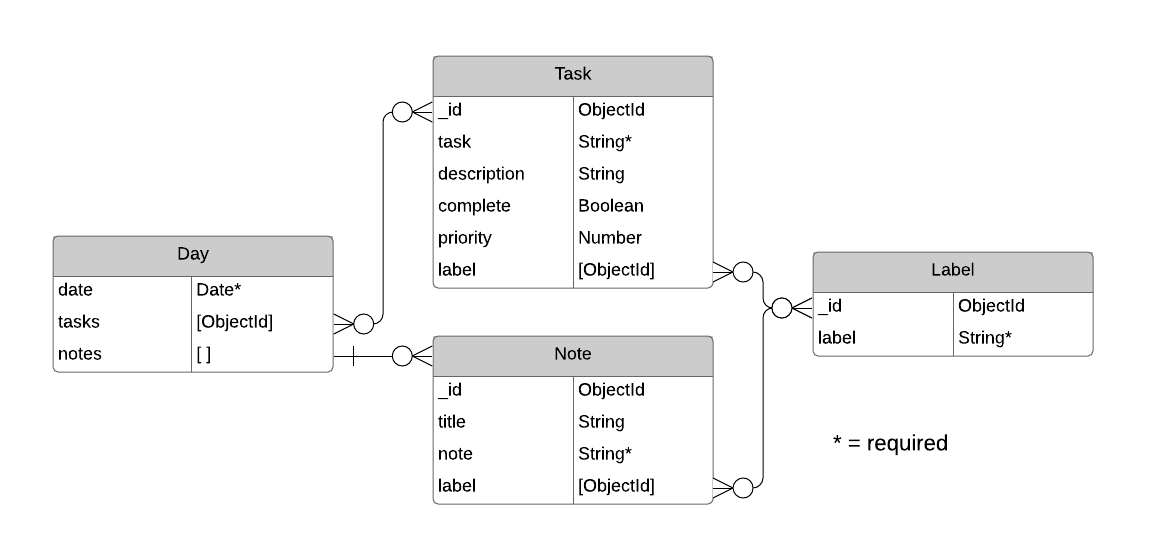 Task
_id ObjectId
task String*
description String
complete Boolean
priority Number
label [ObjectId]
Day
date Date*
tasks [ObjectId]
notes [ ]
Note
_id ObjectId
title String
note String*
label [ObjectId]
Label
_id ObjectId
label String*
* = required